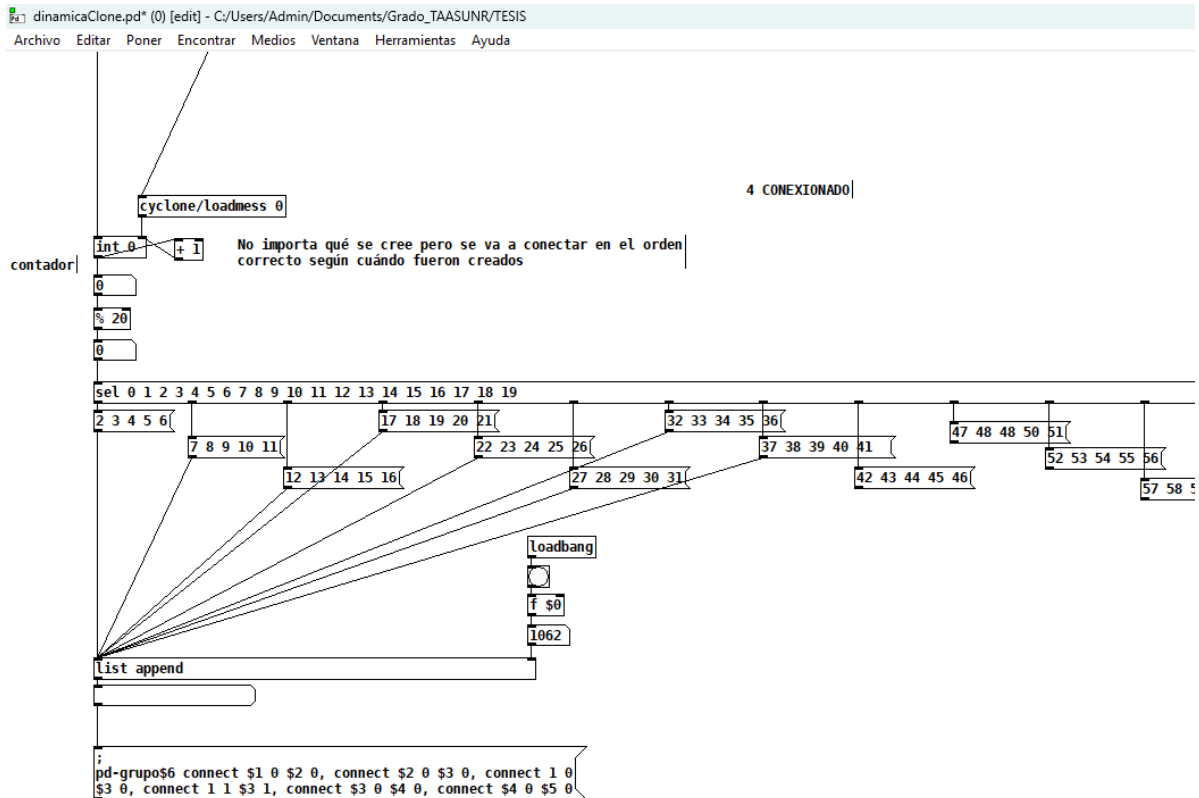 dinamicaClone.pd* (0) [edit] - C:/Users/Admin/Documents/Grado_TAASUNR/TESIS
Archivo Editar Poner Encontrar Medios Ventana Herramientas Ayuda
4 CONEXIONADO
cyclone/loadmess 0
int 0
+ 1
No importa qué se cree pero se va a conectar en el orden
correcto según cuándo fueron creados
contador
0
% 20
0
sel 0 1 2 3 4 5 6 7 8 9 10 11 12 13 14 15 16 17 18 19
2 3 4 5 6
17 18 19 20 21
32 33 34 35 36
47 48 48 50 51
7 8 9 10 11
22 23 24 25 26
37 38 39 40 41
52 53 54 55 56
12 13 14 15 16
27 28 29 30 31
42 43 44 45 46
57 58 5
loadbang
f $0
1062
list append
;
pd-grupo$6 connect $1 0 $2 0, connect $2 0 $3 0, connect 1 0
$3 0, connect 1 1 $3 1, connect $3 0 $4 0, connect $4 0 $5 0